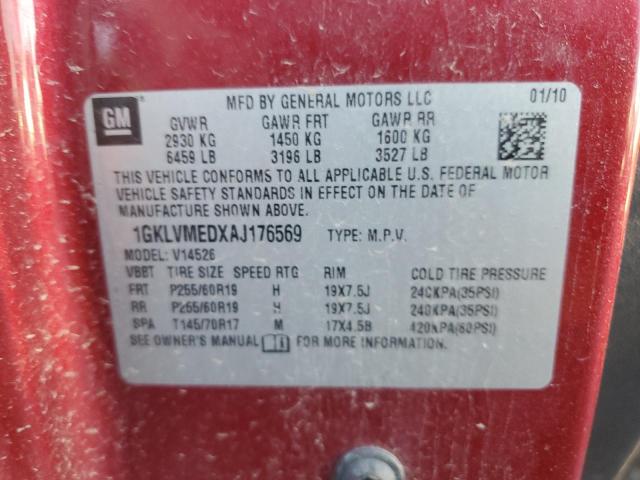 GM
MFD BY GENERAL MOTORS LLC 01/10
GVWR GAWR FRT GAWR RR
2930 KG 1450 KG 1600 KG
6459 LB 3196 LB 3527 LB
THIS VEHICLE CONFORMS TO ALL APPLICABLE U.S. FEDERAL MOTOR
VEHICLE SAFETY STANDARDS IN EFFECT ON THE DATE OF
MANUFACTURE SHOWN ABOVE.
1GKLVMEDXAJ176569 TYPE: M.P.V.
MODEL: V14526
VBBT TIRE SIZE SPEED RTG RIM COLD TIRE PRESSURE
FRT P255/60R19 H 19X7.5J 240KPA(35PSI)
RR P255/60R19 H 19X7.5J 240KPA(35PSI)
SPA T145/70R17 M 17X4.5B 420KPA(60PSI)
SEE OWNER'S MANUAL FOR MORE INFORMATION.